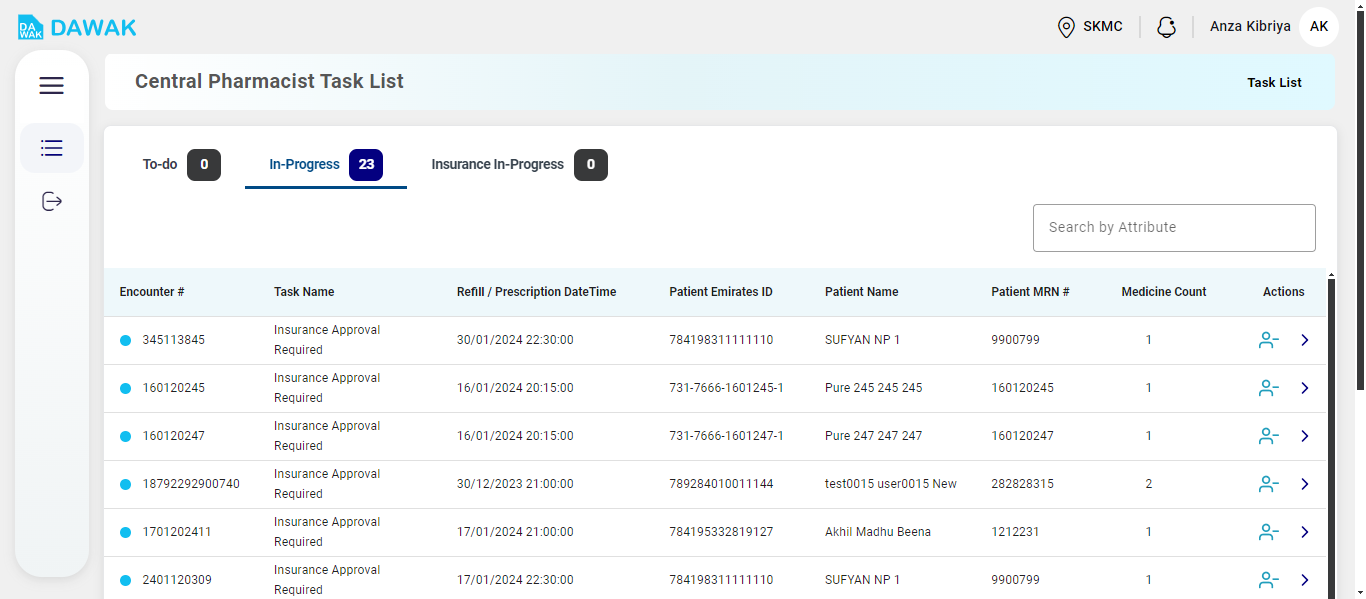 DA
WAK
DAWAK
SKMC
Anza Kibriya
AK
Central Pharmacist Task List
Task List
To-do 0
In-Progress 23
Insurance In-Progress 0
Search by Attribute
Encounter # Task Name Refill / Prescription DateTime Patient Emirates ID Patient Name Patient MRN # Medicine Count Actions
345113845 Insurance Approval Required 30/01/2024 22:30:00 784198311111110 SUFYAN NP 1 9900799 1
160120245 Insurance Approval Required 16/01/2024 20:15:00 731-7666-1601245-1 Pure 245 245 245 160120245 1
160120247 Insurance Approval Required 16/01/2024 20:15:00 731-7666-1601247-1 Pure 247 247 247 160120247 1
18792292900740 Insurance Approval Required 30/12/2023 21:00:00 789284010011144 test0015 user0015 New 282828315 2
1701202411 Insurance Approval Required 17/01/2024 21:00:00 784195332819127 Akhil Madhu Beena 1212231 1
2401120309 Insurance Approval Required 17/01/2024 22:30:00 784198311111110 SUFYAN NP 1 9900799 1